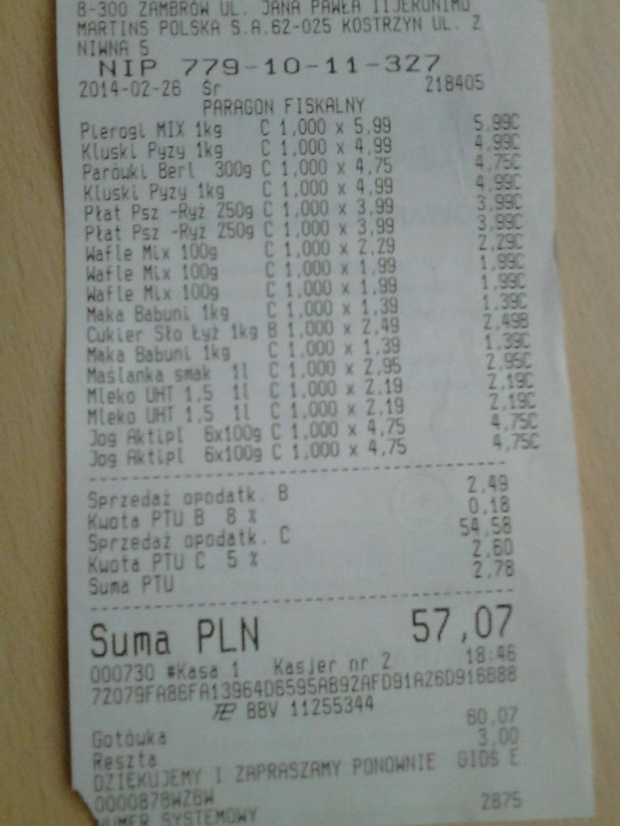 8-300 ZAMBRÓW UL. JANA PAWŁA IIJERONIMO
MARTINS POLSKA S.A.62-025 KOSTRZYN UL. Ż
NIWNA 5
NIP 779-10-11-327
2014-02-26 Śr 218405
PARAGON FISKALNY
Pierogi MIX 1kg C 1,000 x 5,99 5,99C
Kluski Pyzy 1kg C 1,000 x 4,99 4,99C
Parówki Berl 300g C 1,000 x 4,75 4,75C
Kluski Pyzy 1kg C 1,000 x 4,99 4,99C
Płat Psz -Ryż 250g C 1,000 x 3,99 3,99C
Płat Psz -Ryż 250g C 1,000 x 3,99 3,99C
Wafle Mix 100g C 1,000 x 2,29 2,29C
Wafle Mix 100g C 1,000 x 1,99 1,99C
Wafle Mix 100g C 1,000 x 1,99 1,99C
Mąka Babuni 1kg C 1,000 x 1,39 1,39C
Cukier Sło Łyż 1kg B 1,000 x 2,49 2,49B
Mąka Babuni 1kg C 1,000 x 1,39 1,39C
Maślanka smak 1l C 1,000 x 2,95 2,95C
Mleko UHT 1,5 1l C 1,000 x 2,19 2,19C
Mleko UHT 1,5 1l C 1,000 x 2,19 2,19C
Jog Aktipl 6x100g C 1,000 x 4,75 4,75C
Jog Aktipl 6x100g C 1,000 x 4,75 4,75C
Sprzedaż opodatk. B 2,49
Kwota PTU B 8 % 0,18
Sprzedaż opodatk. C 54,58
Kwota PTU C 5 % 2,60
Suma PTU 2,78
Suma PLN 57,07
000730 #Kasa 1 Kasjer nr 2 18:46
72079FA86FA13964D6595AB92AFD91A26D916B88
BBV 11255344
Gotówka 60,07
Reszta 3,00
DZIĘKUJEMY I ZAPRASZAMY PONOWNIE GIOŚ E
0000878WZBW
NUMER SYSTEMOWY 2875